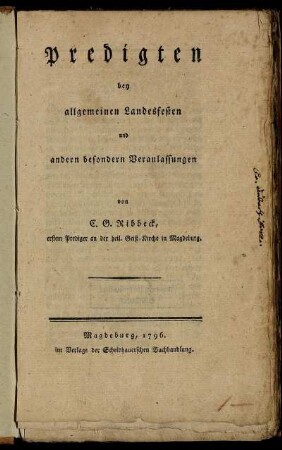 Predigten
bey
allgemeinen Landesfesten
und
andern besondern Veranlassungen
von
C. G. Ribbeck,
erstem Prediger an der heil. Geist-Kirche in Magdeburg.
Magdeburg, 1796.
im Verlage der Scheidhauerschen Buchhandlung.